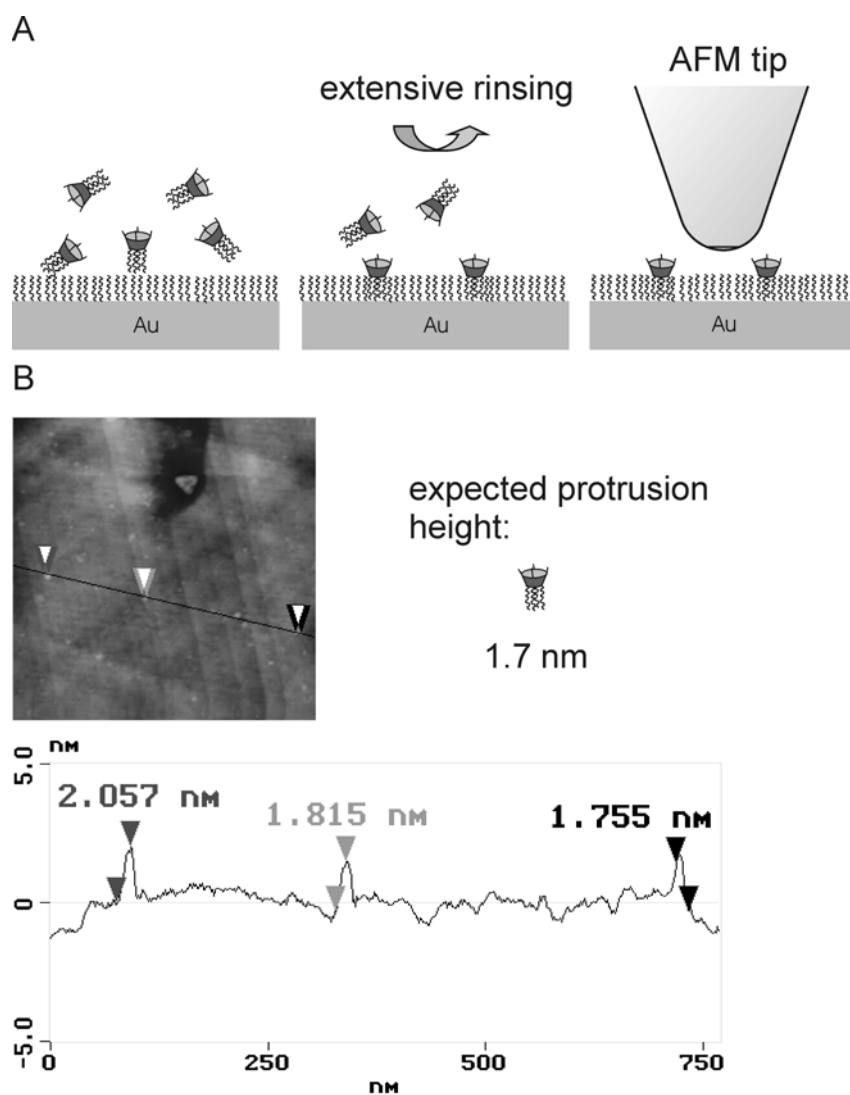 A
extensive rinsing
AFM tip
Au
Au
Au
B
expected protrusion
height:
1.7 nm
nm
5.0
2.057 nm
1.815 nm
1.755 nm
0
-5.0
0
250
500
750
nm